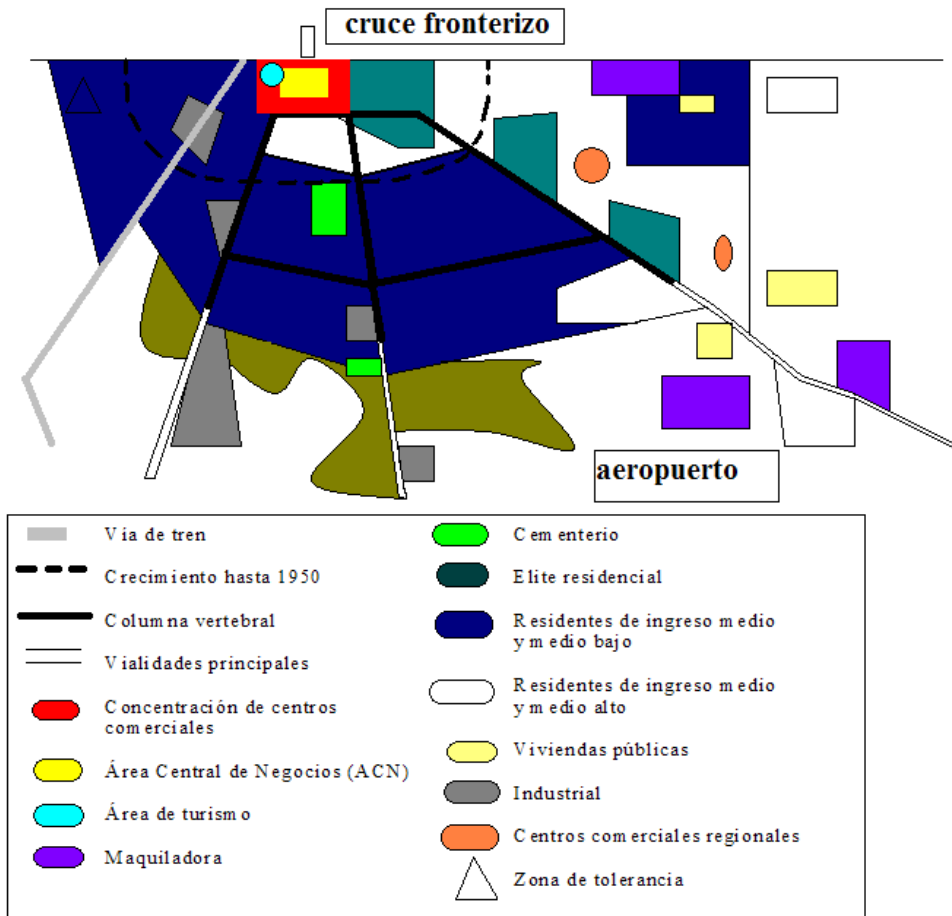 cruce fronterizo
aeropuerto
Via de tren
Crecimiento hasta 1950
Columna vertebral
Vialidades principales
Concentración de centros
comerciales
Área Central de Negocios (ACN)
Área de turismo
Maquiladora
Cementerio
Elite residencial
Residentes de ingreso medio
y medio bajo
Residentes de ingreso medio
y medio alto
Viviendas públicas
Industrial
Centros comerciales regionales
Zona de tolerancia